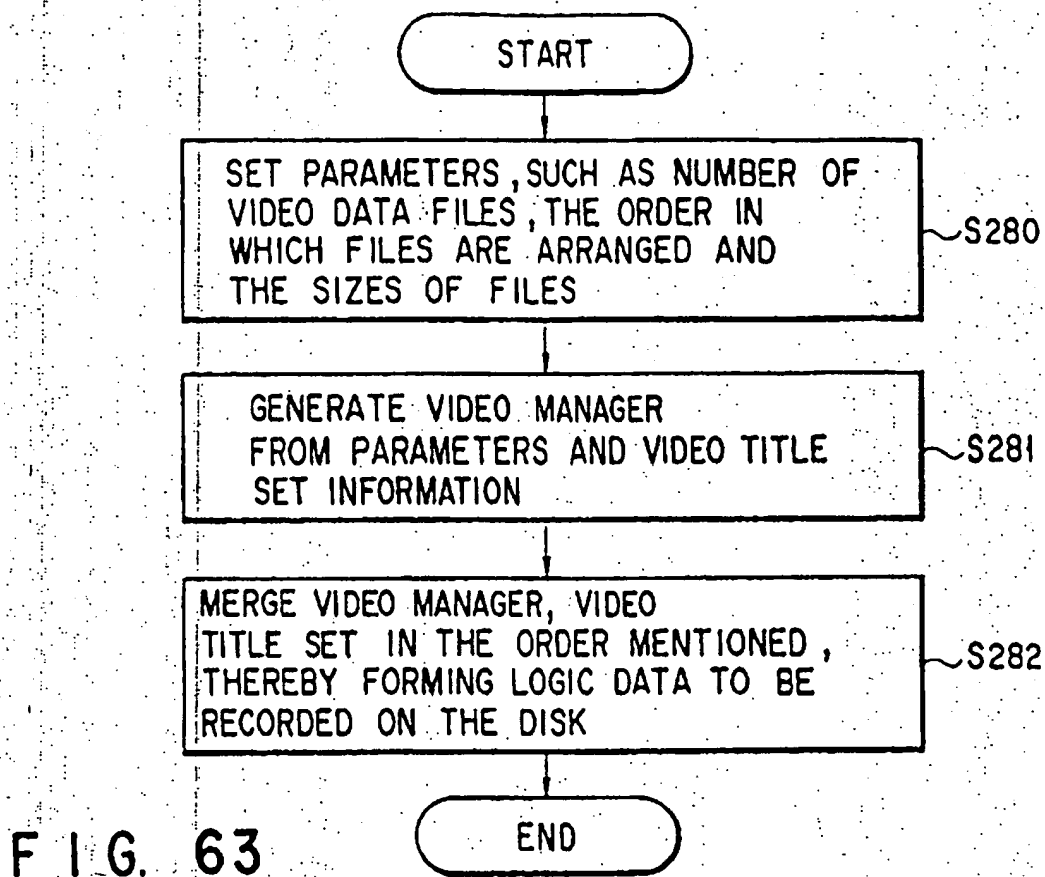 START
SET PARAMETERS, SUCH AS NUMBER OF
VIDEO DATA FILES, THE ORDER IN
WHICH FILES ARE ARRANGED AND
THE SIZES OF FILES
S280
GENERATE VIDEO MANAGER
FROM PARAMETERS AND VIDEO TITLE
SET INFORMATION
S281
MERGE VIDEO MANAGER, VIDEO
TITLE SET IN THE ORDER MENTIONED,
THEREBY FORMING LOGIC DATA TO BE
RECORDED ON THE DISK
S282
END
FIG. 63